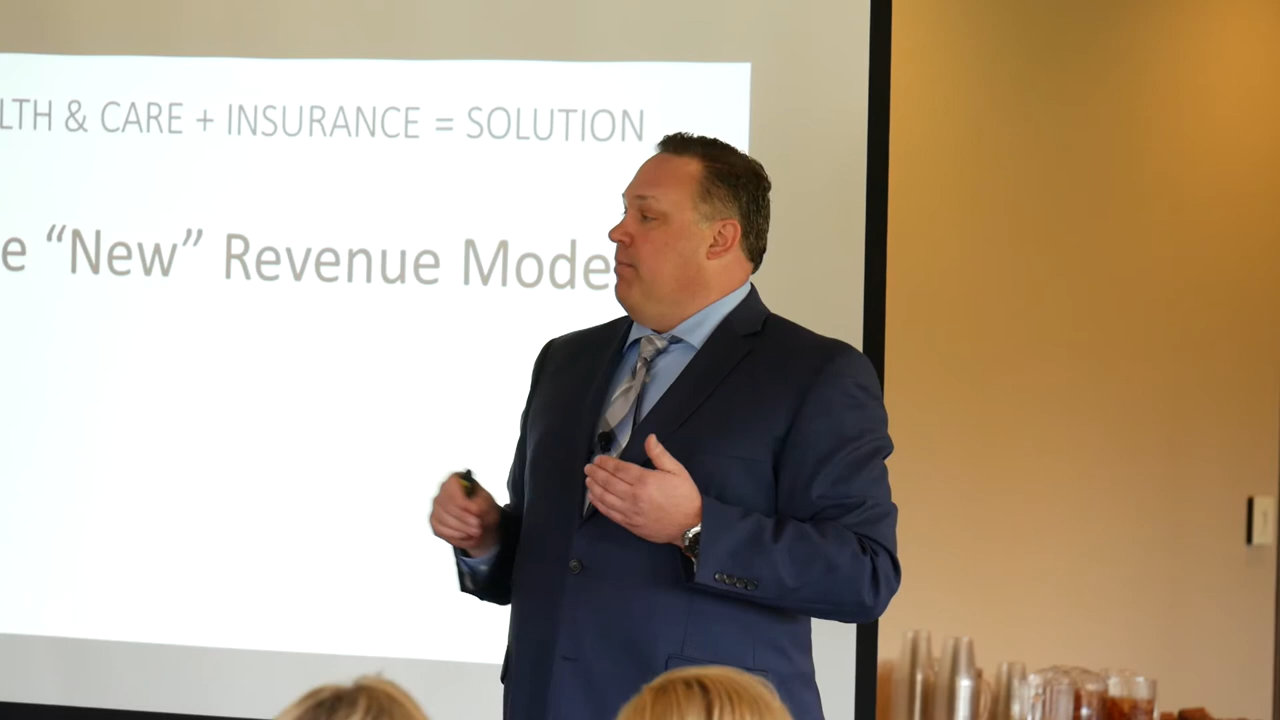 LTH & CARE + INSURANCE = SOLUTION
e “New” Revenue Mode